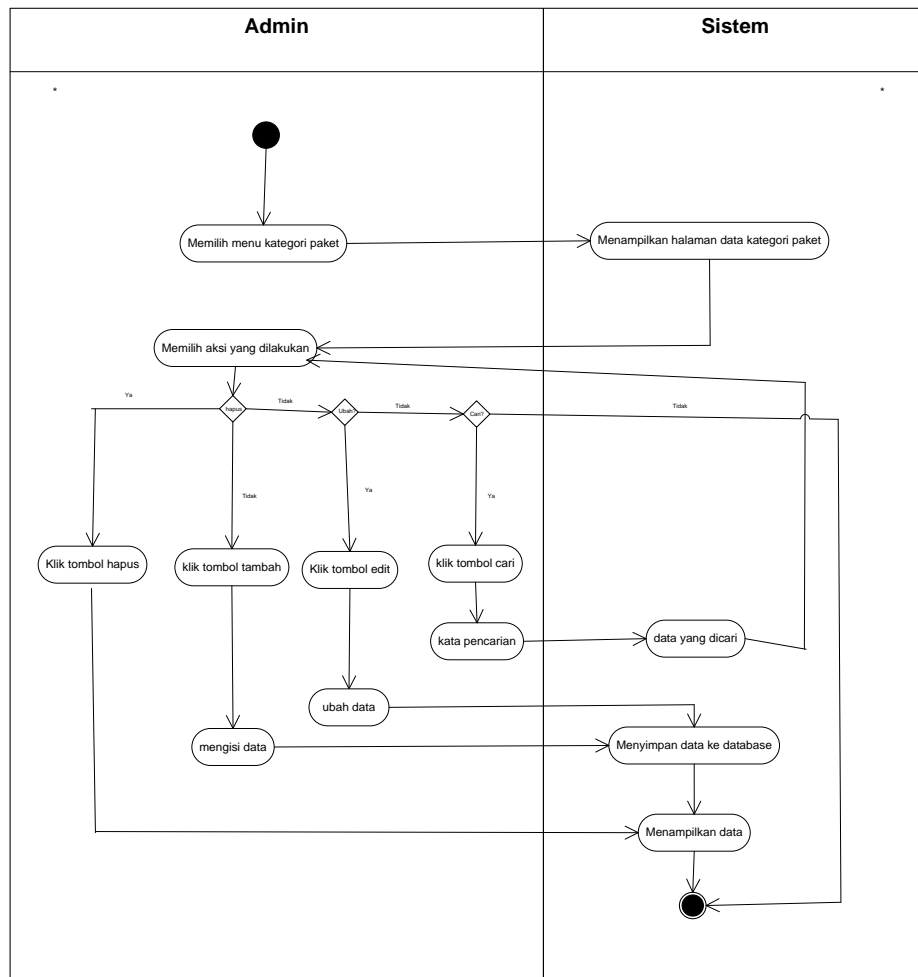 Admin
Sistem
*
*
Memilih menu kategori paket
Menampilkan halaman data kategori paket
Memilih aksi yang dilakukan
Ya
hapus
Tidak
Ubah?
Tidak
Cari?
Tidak
Tidak
Ya
Ya
Klik tombol hapus
klik tombol tambah
Klik tombol edit
klik tombol cari
kata pencarian
data yang dicari
ubah data
mengisi data
Menyimpan data ke database
Menampilkan data